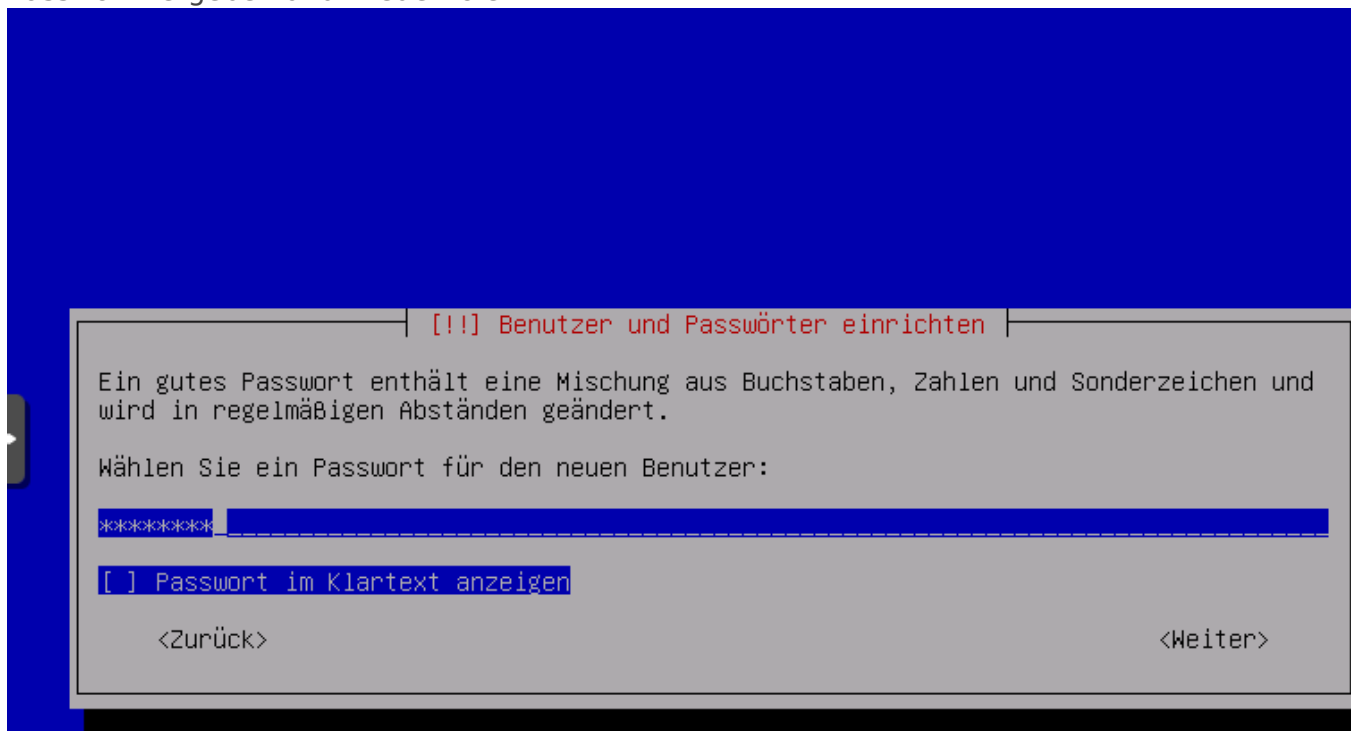 [!!] Benutzer und Passwörter einrichten
Ein gutes Passwort enthält eine Mischung aus Buchstaben, Zahlen und Sonderzeichen und
wird in regelmäßigen Abständen geändert.
Wählen Sie ein Passwort für den neuen Benutzer:
********
[ ] Passwort im Klartext anzeigen
<Zurück> <Weiter>